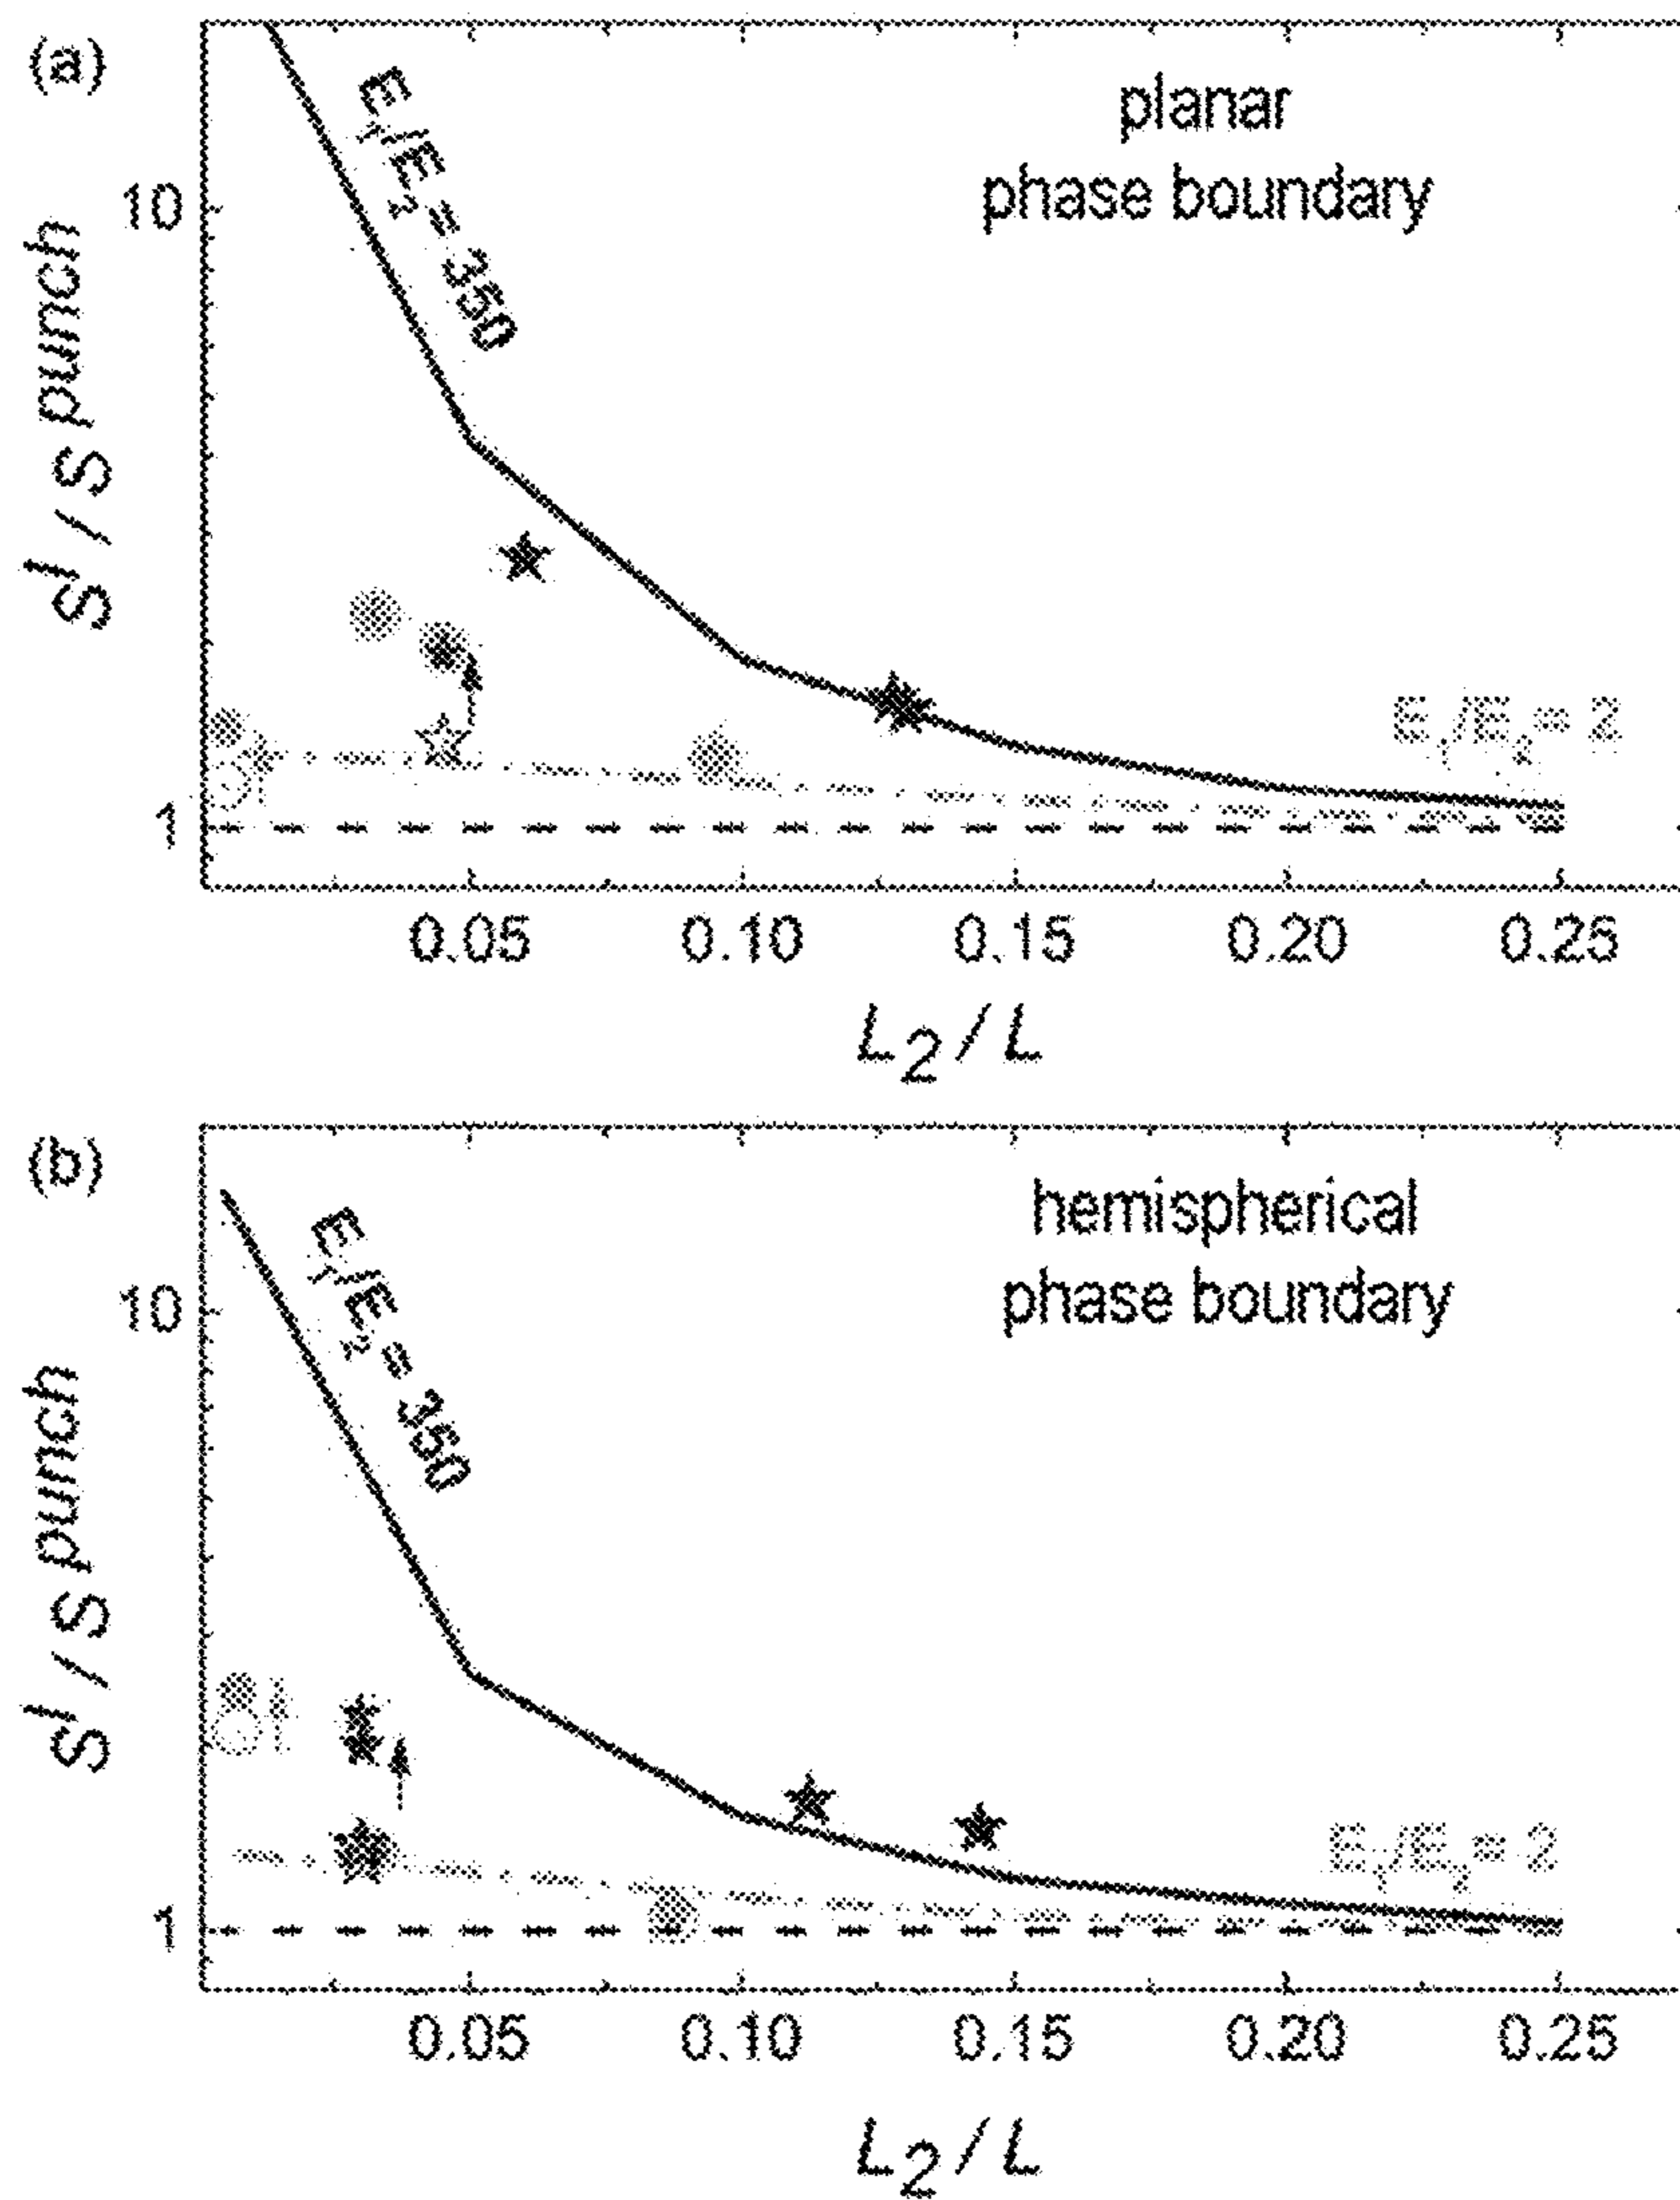 (a)
planar
phase boundary
E₁/E₂ = 350
E₁/E₂ = 2
S^I / S^punch
10
1
0.05 0.10 0.15 0.20 0.25
L₂ / L
(b)
hemispherical
phase boundary
E₁/E₂ = 350
E₁/E₂ = 2
S^I / S^punch
10
1
0.05 0.10 0.15 0.20 0.25
L₂ / L